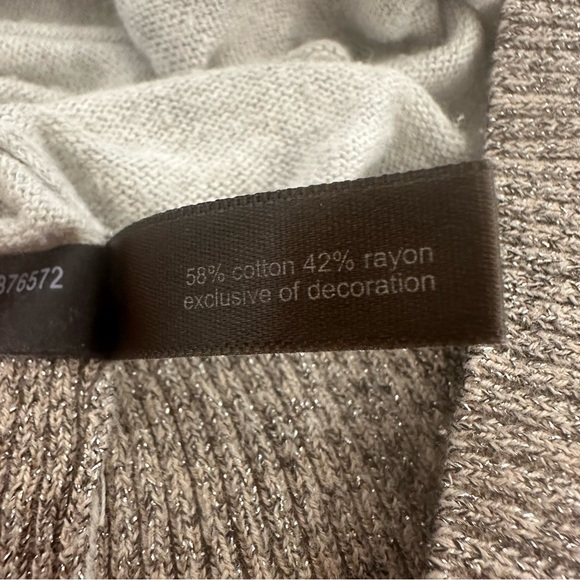 876572
58% cotton 42% rayon
exclusive of decoration